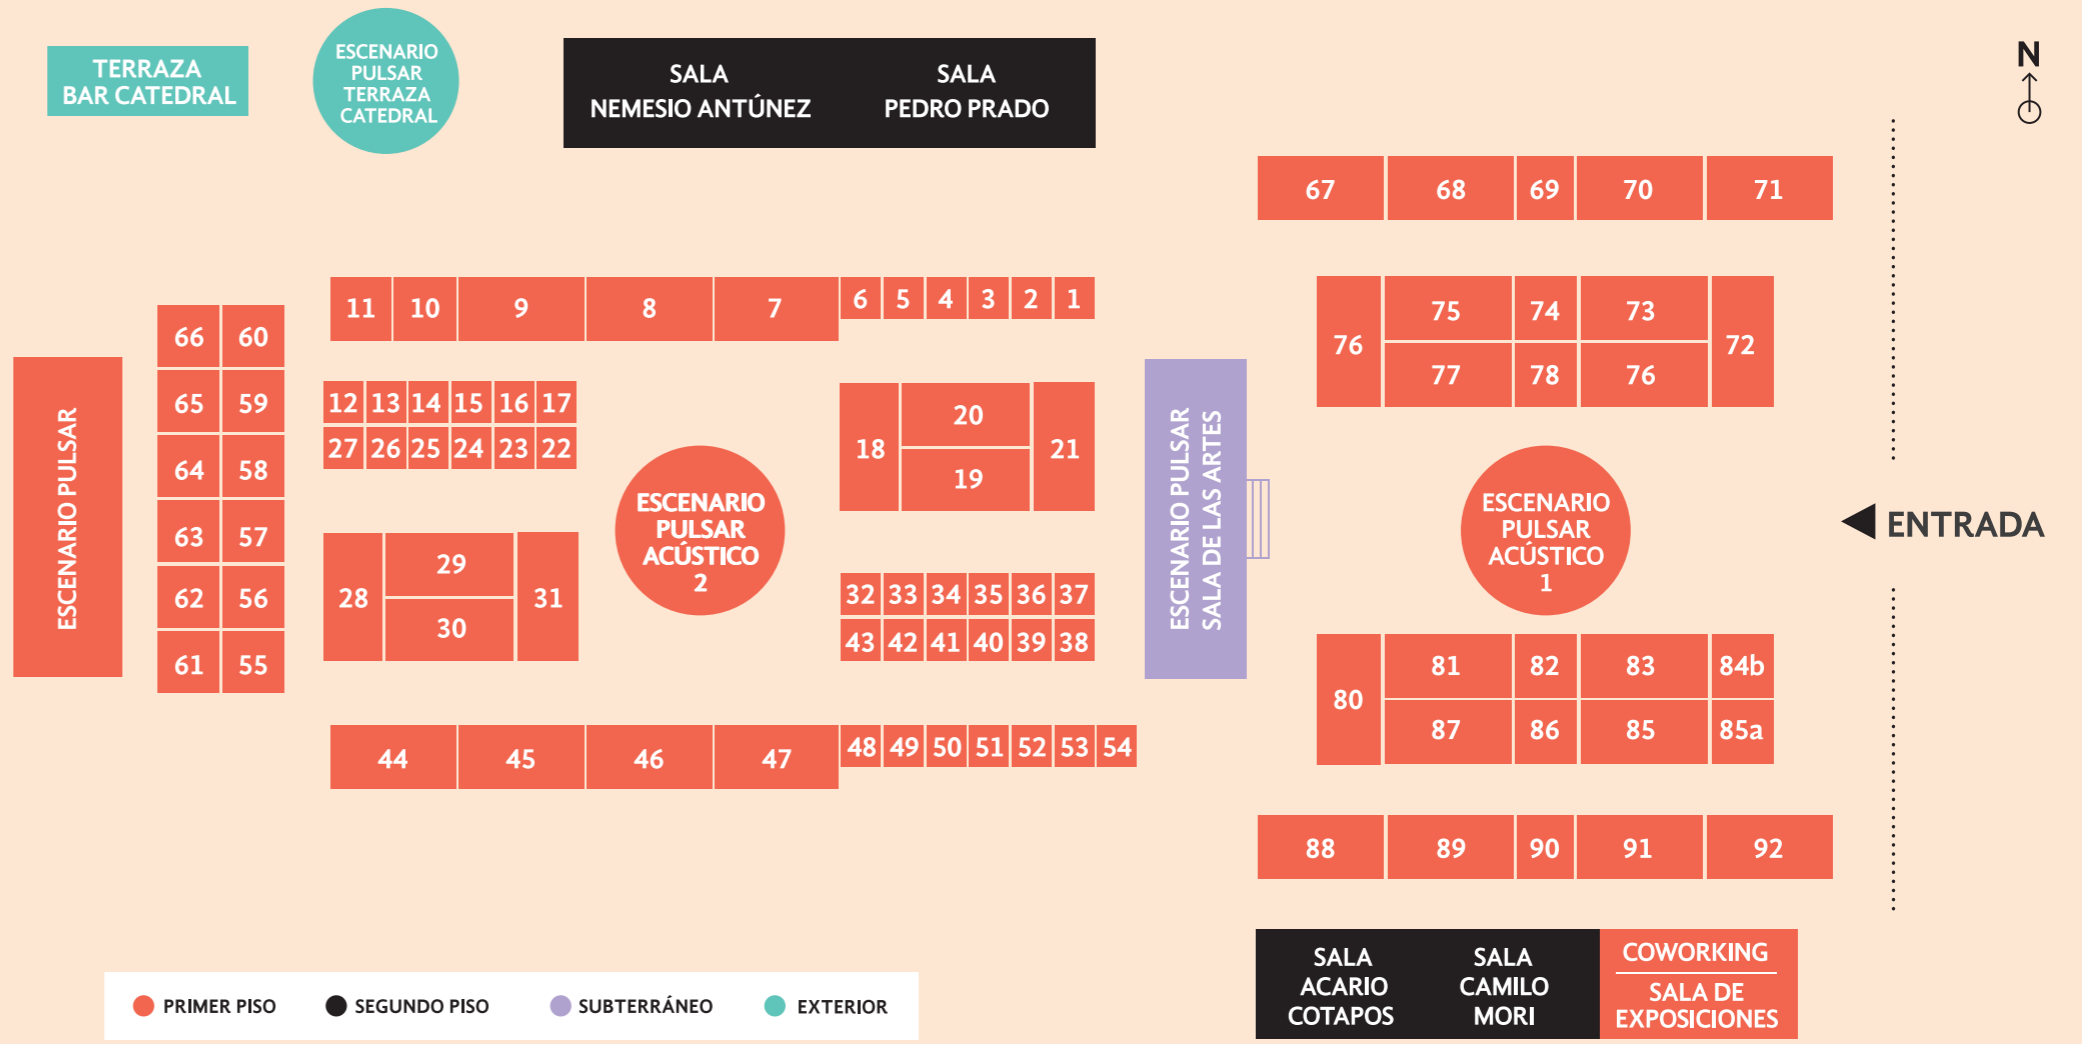 TERRAZA
BAR CATEDRAL
ESCENARIO
PULSAR
TERRAZA
CATEDRAL
SALA
NEMESIO ANTÚNEZ
SALA
PEDRO PRADO
N
67 68 69 70 71
11 10 9 8 7 6 5 4 3 2 1
66 60
65 59
64 58
63 57
62 56
61 55
ESCENARIO PULSAR
12 13 14 15 16 17
27 26 25 24 23 22
18 20 21
19
28 29 31
30
ESCENARIO
PULSAR
ACÚSTICO
2
32 33 34 35 36 37
43 42 41 40 39 38
44 45 46 47 48 49 50 51 52 53 54
ESCENARIO PULSAR
SALA DE LAS ARTES
76 75 74 73 72
77 78 76
ESCENARIO
PULSAR
ACÚSTICO
1
ENTRADA
80 81 82 83 84b
87 86 85 85a
88 89 90 91 92
SALA
ACARIO
COTAPOS
SALA
CAMILO
MORI
COWORKING
SALA DE
EXPOSICIONES
PRIMER PISO SEGUNDO PISO SUBTERRÁNEO EXTERIOR